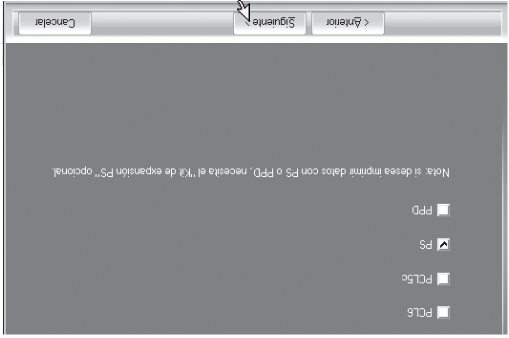 PCL6
PCL5c
PS
PPD
Nota: si desea imprimir datos con PS o PPD, necesita el "Kit de expansión PS" opcional.
< Anterior
Siguiente >
Cancelar